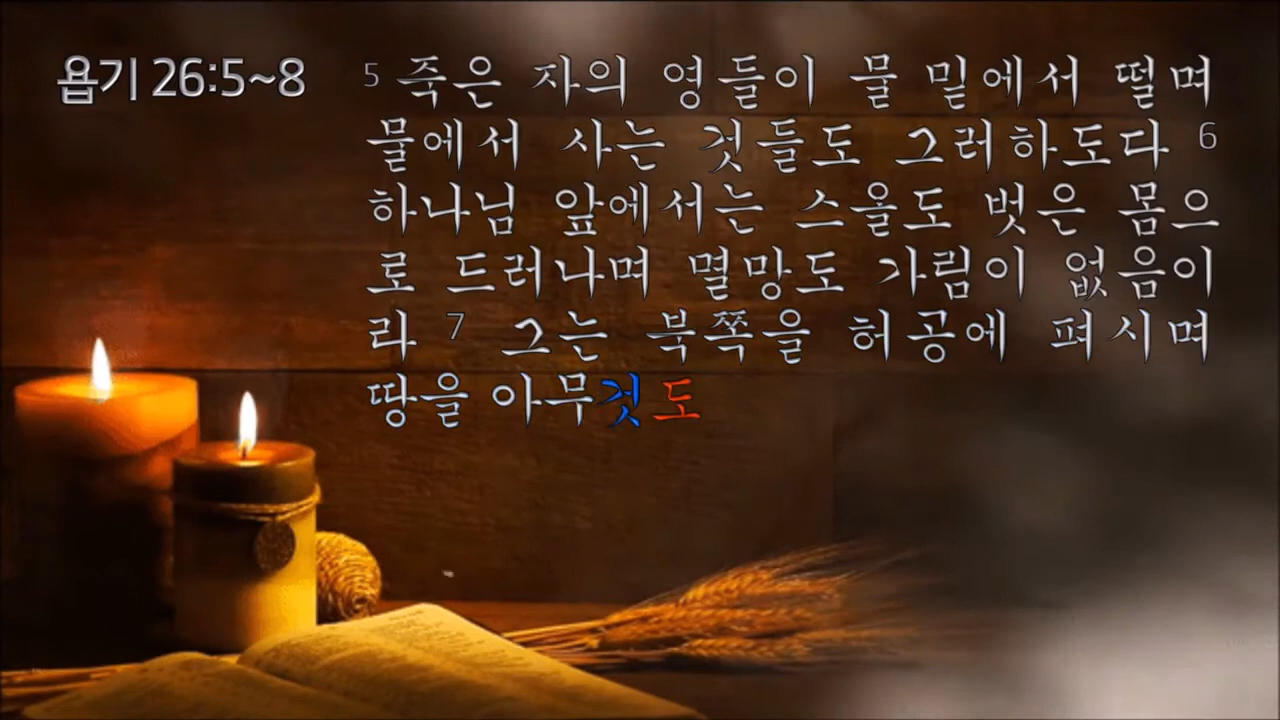 욥기 26:5~8
5 죽은 자의 영들이 물 밑에서 떨며
물에서 사는 것들도 그러하도다 6
하나님 앞에서는 스올도 벗은 몸으
로 드러나며 멸망도 가림이 없음이
라 7 그는 북쪽을 허공에 펴시며
땅을 아무것도